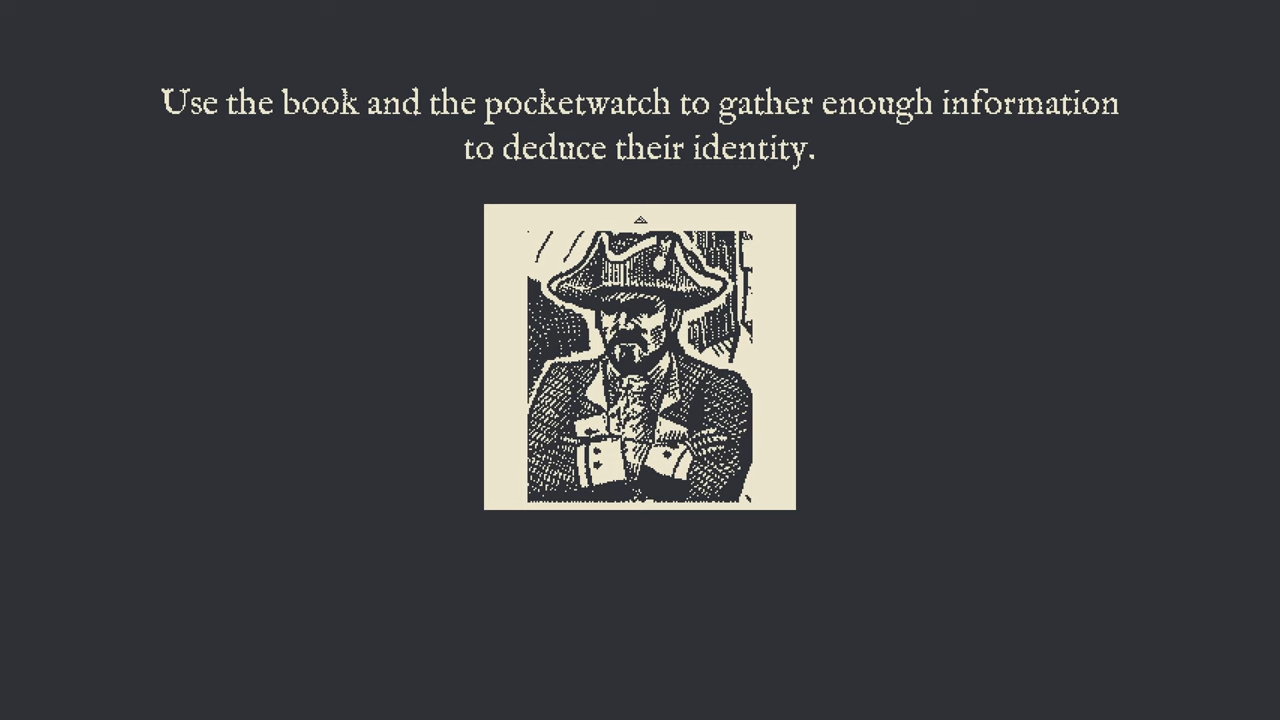 Use the book and the pocketwatch to gather enough information
to deduce their identity.